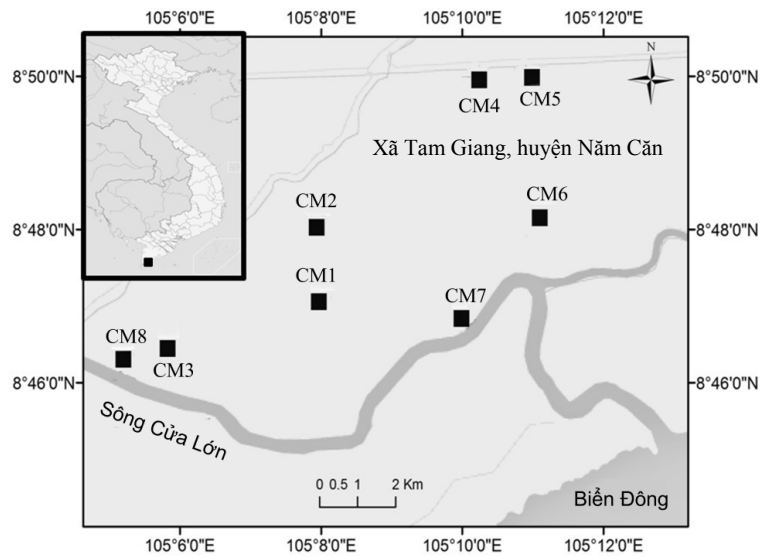 105°6'0"E 105°8'0"E 105°10'0"E 105°12'0"E
N
8°50'0"N 8°50'0"N
CM4 CM5
Xã Tam Giang, huyện Năm Căn
CM2 CM6
8°48'0"N 8°48'0"N
CM1 CM7
CM8 CM3
8°46'0"N 8°46'0"N
Sông Cửa Lớn
0 0.5 1 2 Km
Biển Đông
105°6'0"E 105°8'0"E 105°10'0"E 105°12'0"E